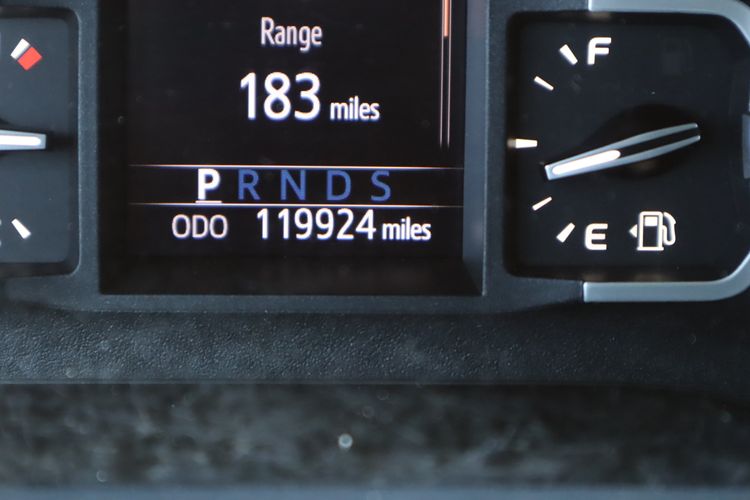 Range
183 miles
P R N D S
ODO 119924 miles
F
E